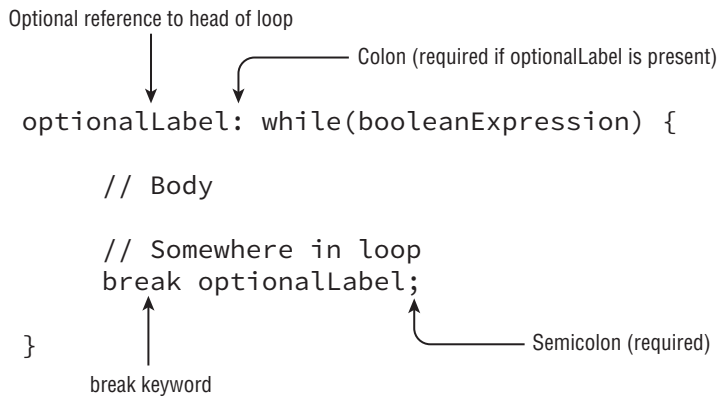 Optional reference to head of loop
Colon (required if optionalLabel is present)
optionalLabel: while(booleanExpression) {
// Body
// Somewhere in loop
break optionalLabel;
}
Semicolon (required)
break keyword